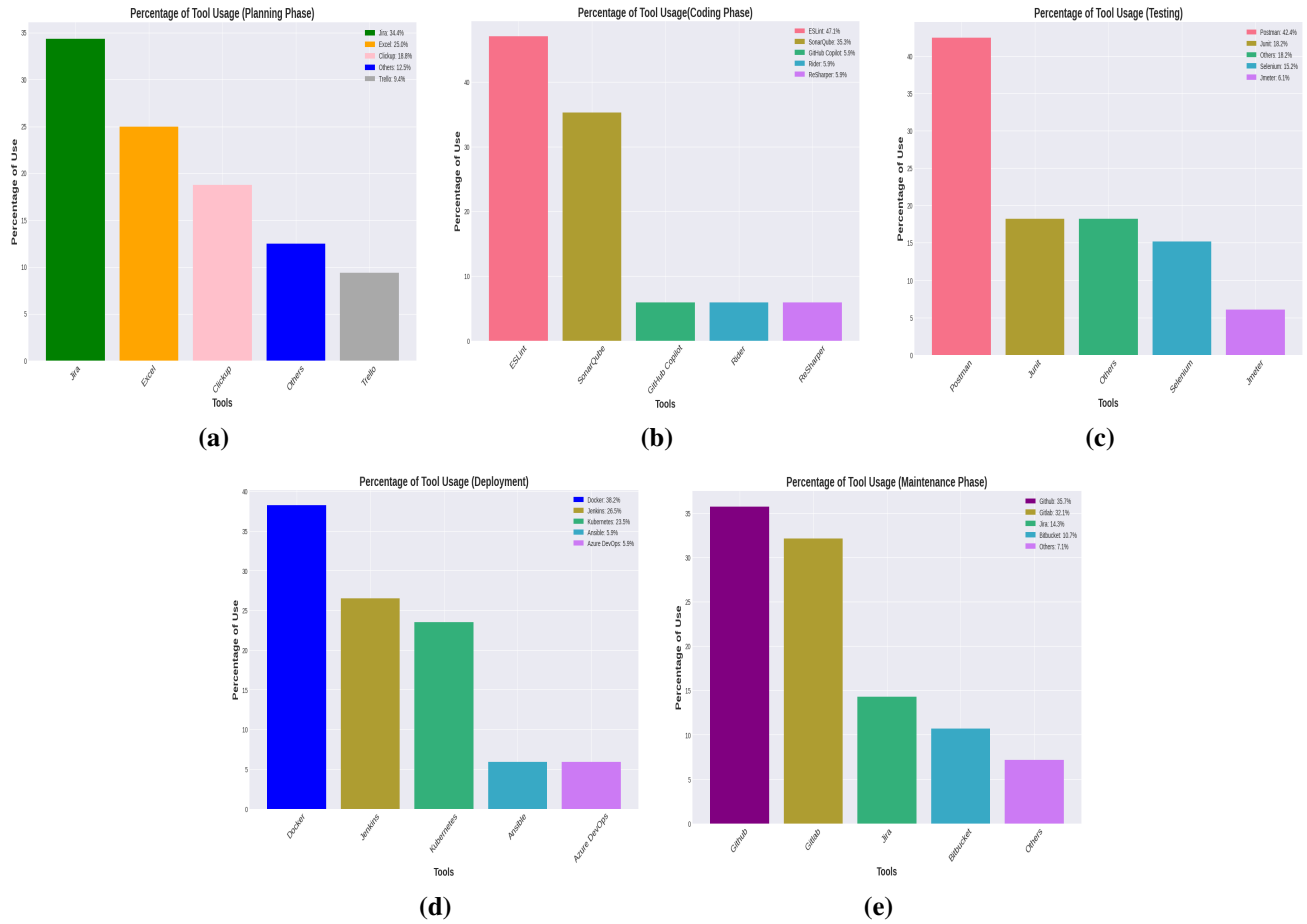 Percentage of Tool Usage (Planning Phase)
Jira: 34.4%
Excel: 25.0%
Clickup: 18.8%
Others: 12.5%
Trello: 9.4%
Percentage of Use
35
30
25
20
15
10
5
0
Jira
Excel
Clickup
Others
Trello
Tools
(a)
Percentage of Tool Usage(Coding Phase)
ESLint: 47.1%
SonarQube: 35.3%
GitHub Copilot: 5.9%
Rider: 5.9%
ReSharper: 5.9%
Percentage of Use
40
30
20
10
0
ESLint
SonarQube
GitHub Copilot
Rider
ReSharper
Tools
(b)
Percentage of Tool Usage (Testing)
Postman: 42.4%
Junit: 18.2%
Others: 18.2%
Selenium: 15.2%
Jmeter: 6.1%
Percentage of Use
40
35
30
25
20
15
10
5
0
Postman
Junit
Others
Selenium
Jmeter
Tools
(c)
Percentage of Tool Usage (Deployment)
Docker: 38.2%
Jenkins: 26.5%
Kubernetes: 23.5%
Ansible: 5.9%
Azure DevOps: 5.9%
Percentage of Use
40
35
30
25
20
15
10
5
0
Docker
Jenkins
Kubernetes
Ansible
Azure DevOps
Tools
(d)
Percentage of Tool Usage (Maintenance Phase)
Github: 35.7%
Gitlab: 32.1%
Jira: 14.3%
Bitbucket: 10.7%
Others: 7.1%
Percentage of Use
35
30
25
20
15
10
5
0
Github
Gitlab
Jira
Bitbucket
Others
Tools
(e)